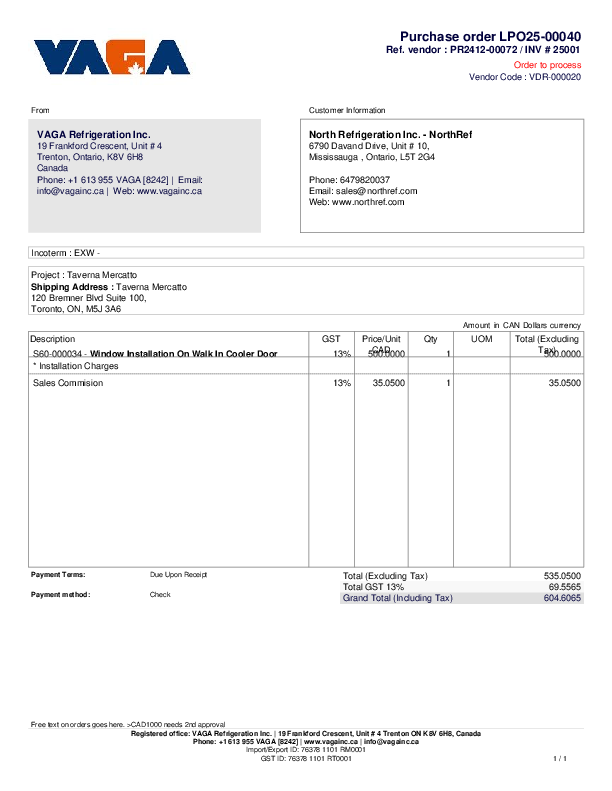 VAGA
Purchase order LPO25-00040
Ref. vendor : PR2412-00072 / INV # 25001
Order to process
Vendor Code : VDR-000020
From
Customer Information
VAGA Refrigeration Inc.
19 Frankford Crescent, Unit # 4
Trenton, Ontario, K8V 6H8
Canada
Phone: +1 613 955 VAGA [8242] | Email:
info@vagainc.ca | Web: www.vagainc.ca
North Refrigeration Inc. - NorthRef
6790 Davand Drive, Unit # 10,
Mississauga , Ontario, L5T 2G4
Phone: 6479820037
Email: sales@northref.com
Web: www.northref.com
Incoterm : EXW -
Project : Taverna Mercatto
Shipping Address : Taverna Mercatto
120 Bremner Blvd Suite 100,
Toronto, ON, M5J 3A6
Amount in CAN Dollars currency
Description GST Price/Unit CAD Qty UOM Total (Excluding Tax)
S60-000034 - Window Installation On Walk In Cooler Door 13% 500.0000 1 500.0000
* Installation Charges
Sales Commision 13% 35.0500 1 35.0500
Payment Terms: Due Upon Receipt
Payment method: Check
Total (Excluding Tax) 535.0500
Total GST 13% 69.5565
Grand Total (Including Tax) 604.6065
Free text on orders goes here. >CAD1000 needs 2nd approval
Registered office: VAGA Refrigeration Inc. | 19 Frankford Crescent, Unit # 4 Trenton ON K8V 6H8, Canada
Phone: +1 613 955 VAGA [8242] | www.vagainc.ca | info@vagainc.ca
Import/Export ID: 76378 1101 RM0001
GST ID: 76378 1101 RT0001
1 / 1